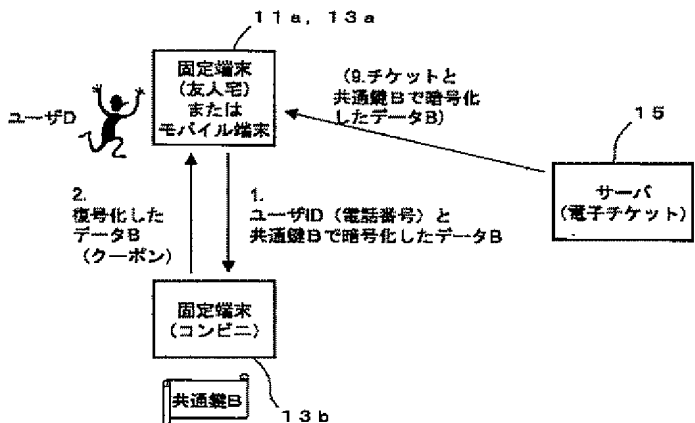 11a, 13a
固定端末
(友人宅)
または
モバイル端末
ユーザD
(9.チケットと
共通鍵Bで暗号化
したデータB)
15
サーバ
(電子チケット)
2.
復号化した
データB
(クーポン)
1.
ユーザID(電話番号)と
共通鍵Bで暗号化したデータB
固定端末
(コンビニ)
共通鍵B
13b